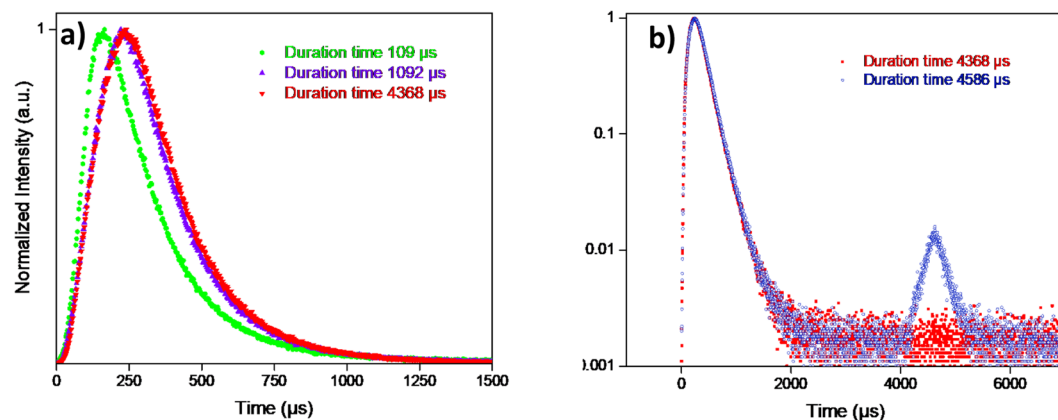 a)
1
Duration time 109 µs
Duration time 1092 µs
Duration time 4368 µs
Normalized Intensity (a.u.)
0 250 500 750 1000 1250 1500
Time (µs)
b)
1
0.1
0.01
0.001
Duration time 4368 µs
Duration time 4586 µs
0 2000 4000 6000
Time (µs)